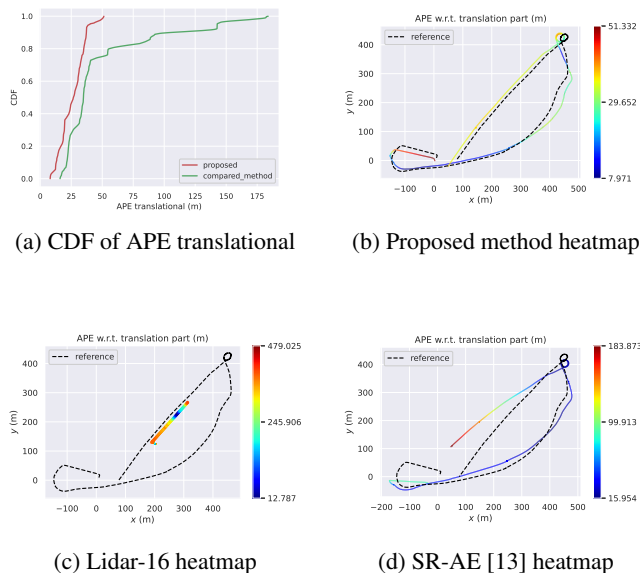 1.0
0.8
0.6
0.4
0.2
0.0
CDF
proposed
compared_method
0 25 50 75 100 125 150 175
APE translational (m)
(a) CDF of APE translational
APE w.r.t. translation part (m)
reference
400
300
200
100
0
y (m)
−100 0 100 200 300 400 500
x (m)
51.332
29.652
7.971
(b) Proposed method heatmap
APE w.r.t. translation part (m)
reference
400
300
200
100
0
y (m)
−100 0 100 200 300 400 500
x (m)
479.025
245.906
12.787
(c) Lidar-16 heatmap
APE w.r.t. translation part (m)
reference
400
300
200
100
0
y (m)
−200 −100 0 100 200 300 400 500
x (m)
183.873
99.913
15.954
(d) SR-AE [13] heatmap